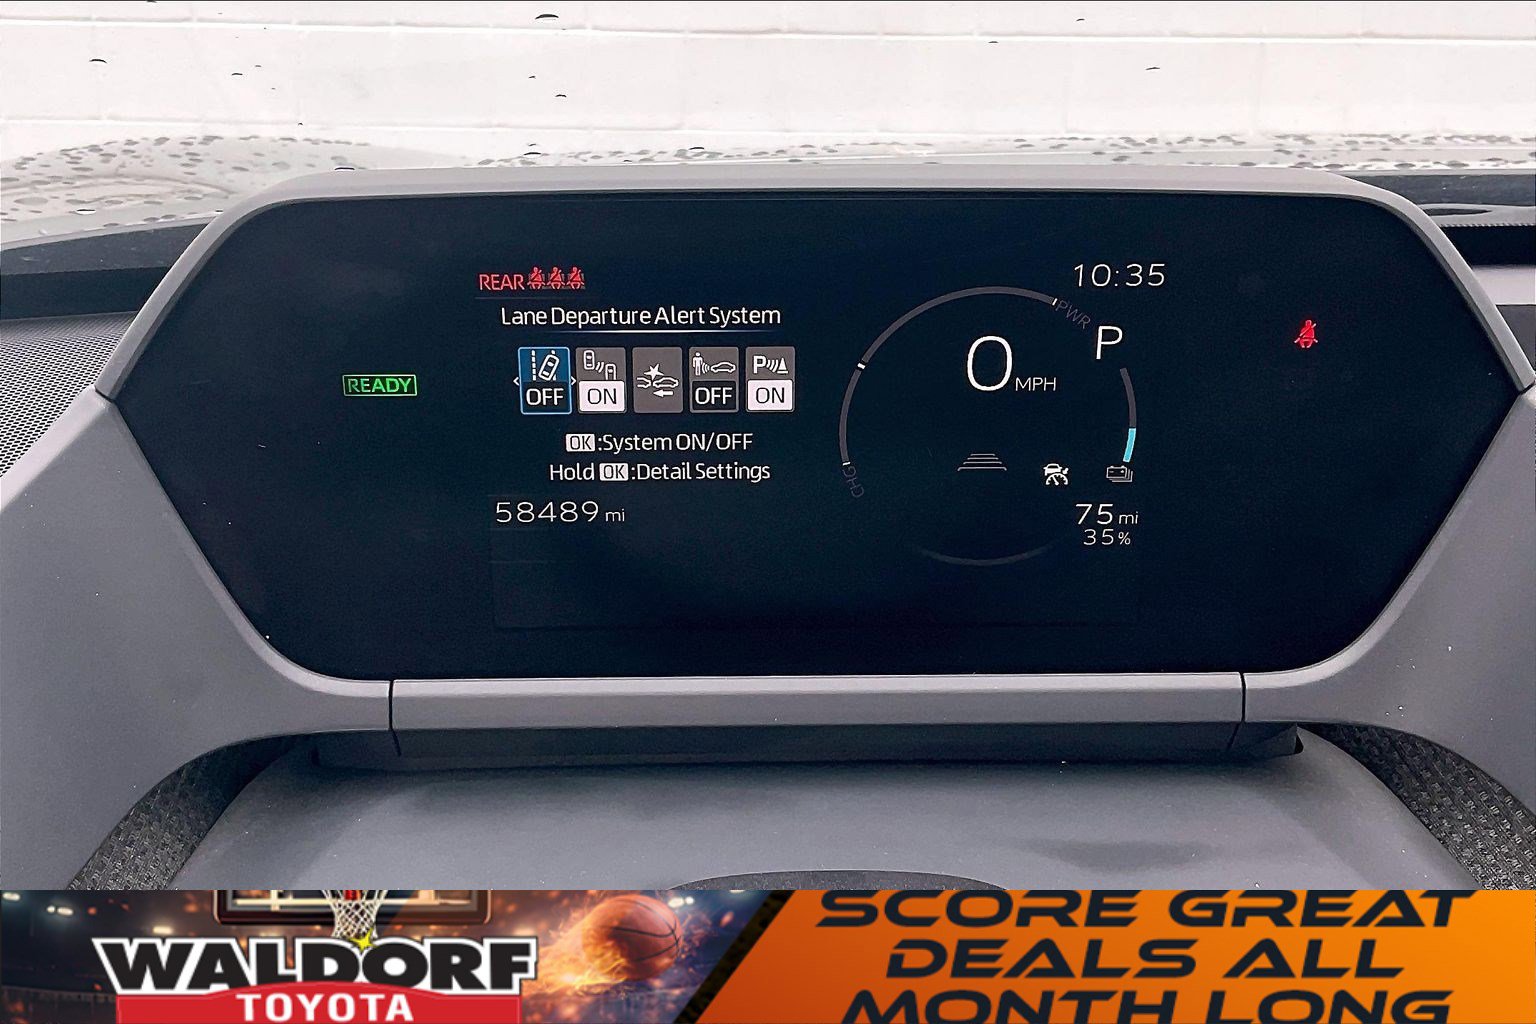 REAR
10:35
PWR
Lane Departure Alert System
P
0 MPH
READY
OFF ON OFF P ON
OK :System ON/OFF
Hold OK :Detail Settings
CHG
58489 mi
75 mi
35%
WALDORF
TOYOTA
SCORE GREAT
DEALS ALL
MONTH LONG